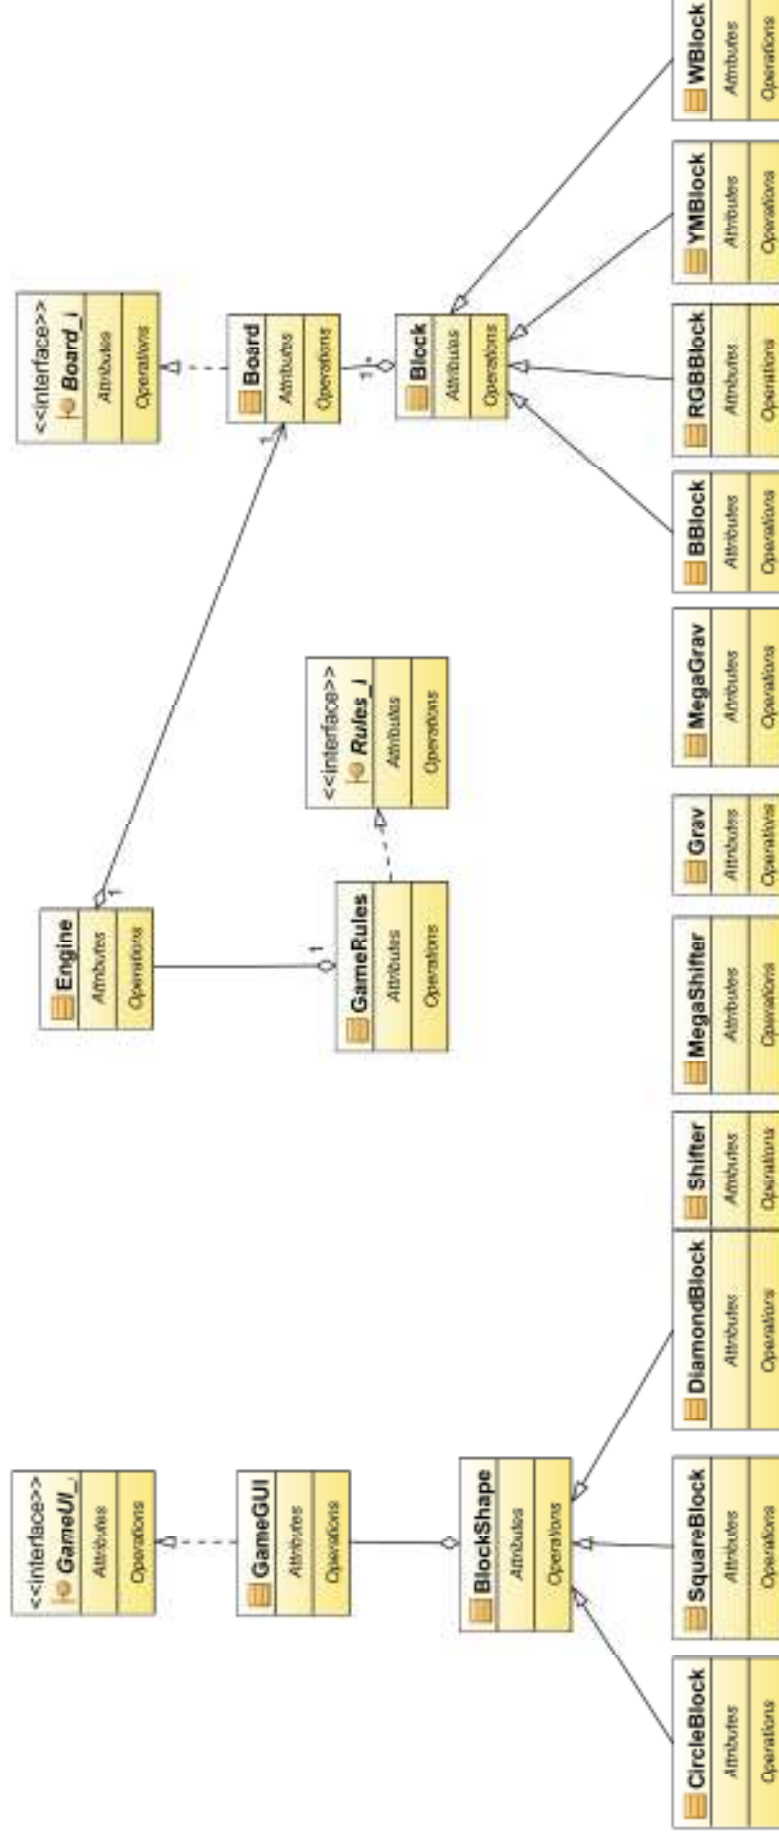 <<interface>>
GameUI_i
Attributes
Operations
Engine
Attributes
Operations
<<interface>>
Board_i
Attributes
Operations
1
1
GameGUI
Attributes
Operations
Board
Attributes
Operations
1
GameRules
Attributes
Operations
<<interface>>
Rules_i
Attributes
Operations
1..*
Block
Attributes
Operations
BlockShape
Attributes
Operations
CircleBlock
Attributes
Operations
SquareBlock
Attributes
Operations
DiamondBlock
Attributes
Operations
Shifter
Attributes
Operations
MegaShifter
Attributes
Operations
Grav
Attributes
Operations
MegaGrav
Attributes
Operations
BBlock
Attributes
Operations
RGBBlock
Attributes
Operations
YMBlock
Attributes
Operations
WBlock
Attributes
Operations